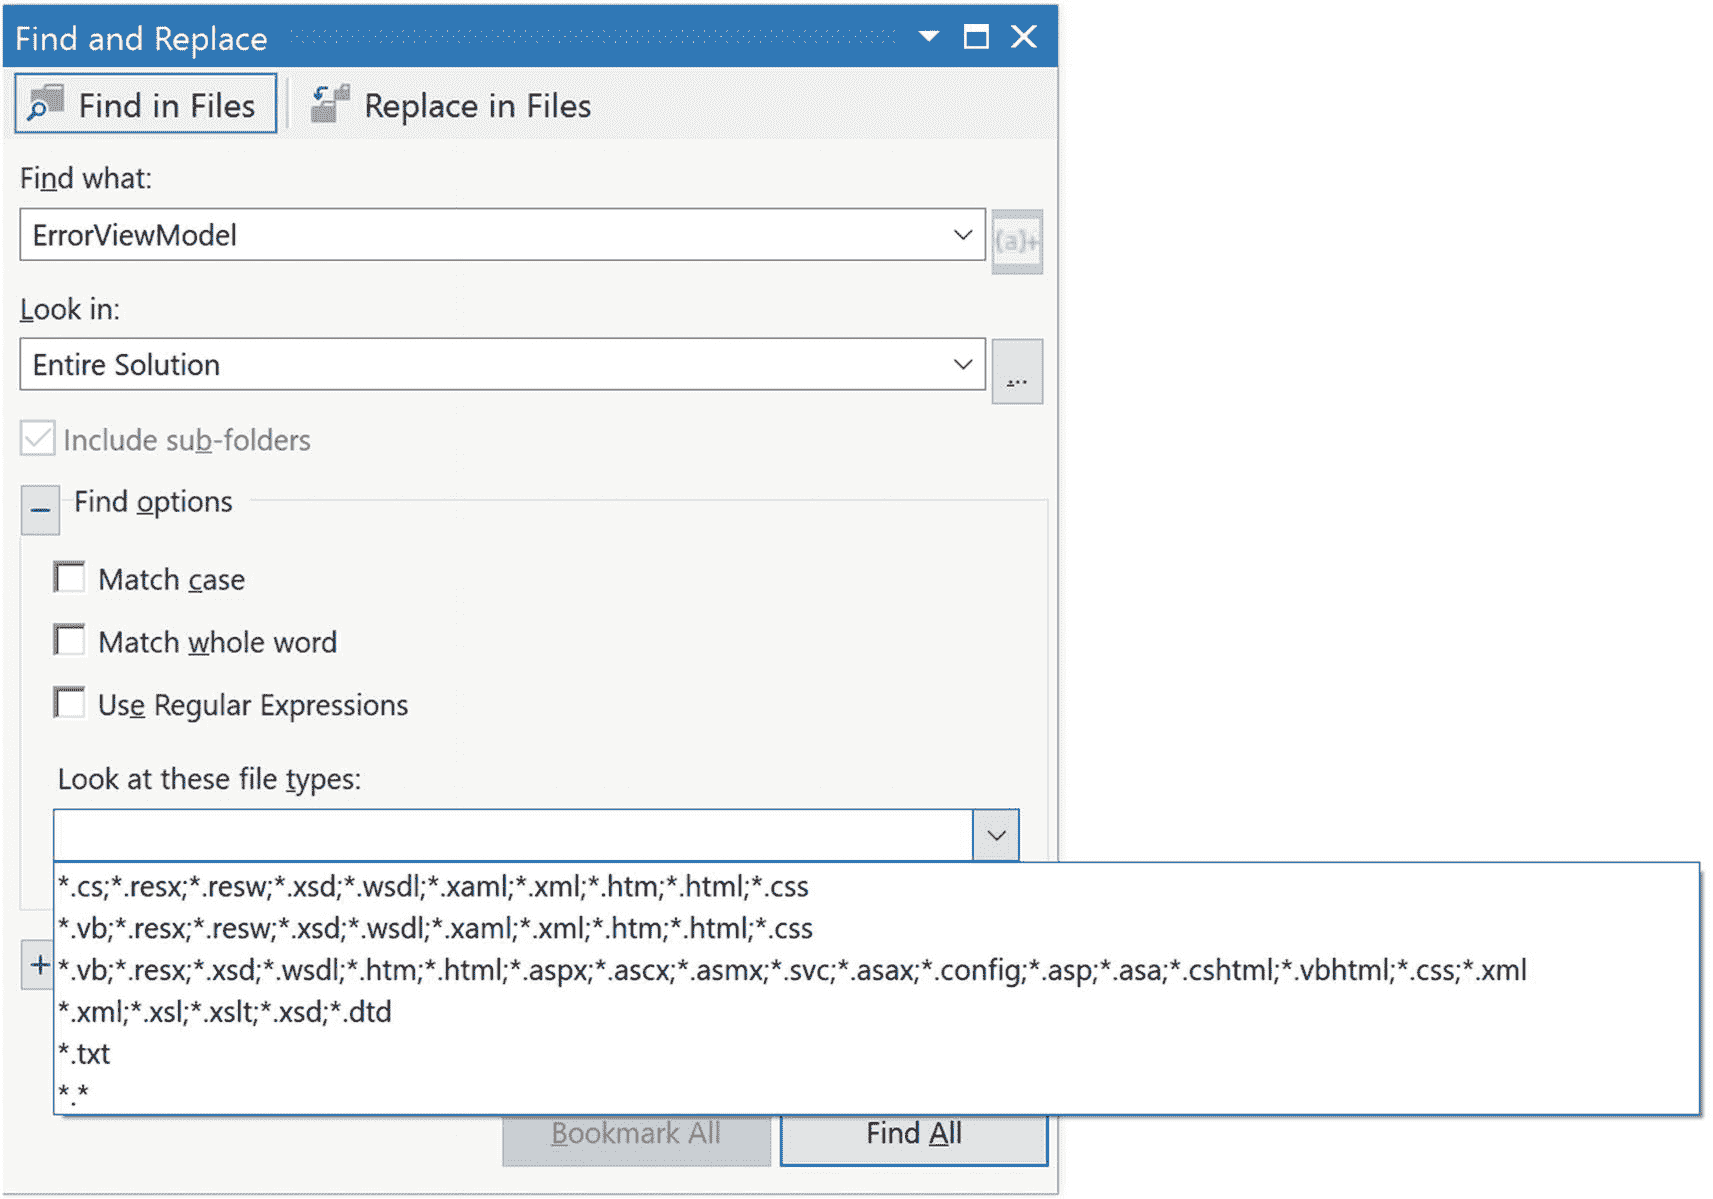 Find and Replace
Find in Files
Replace in Files
Find what:
ErrorViewModel
(a)+
Look in:
Entire Solution
...
Include sub-folders
Find options
Match case
Match whole word
Use Regular Expressions
Look at these file types:
*.cs;*.resx;*.resw;*.xsd;*.wsdl;*.xaml;*.xml;*.htm;*.html;*.css
*.vb;*.resx;*.resw;*.xsd;*.wsdl;*.xaml;*.xml;*.htm;*.html;*.css
*.vb;*.resx;*.xsd;*.wsdl;*.htm;*.html;*.aspx;*.ascx;*.asmx;*.svc;*.asax;*.config;*.asp;*.asa;*.cshtml;*.vbhtml;*.css;*.xml
*.xml;*.xsl;*.xslt;*.xsd;*.dtd
*.txt
*.*
Bookmark All
Find All